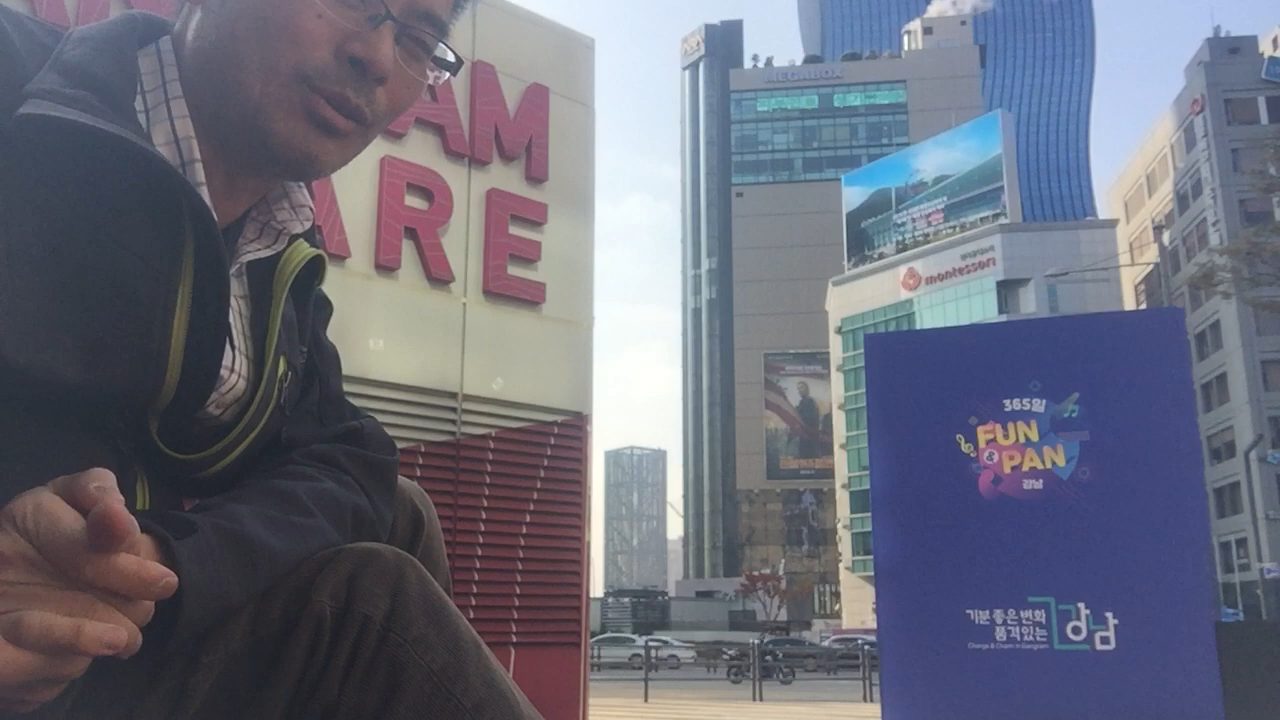 AM
ARE
MEGABOX
montessori
365일
FUN
& PAN
강남
기분 좋은 변화
품격있는 강남
Change & Charm in Gangnam